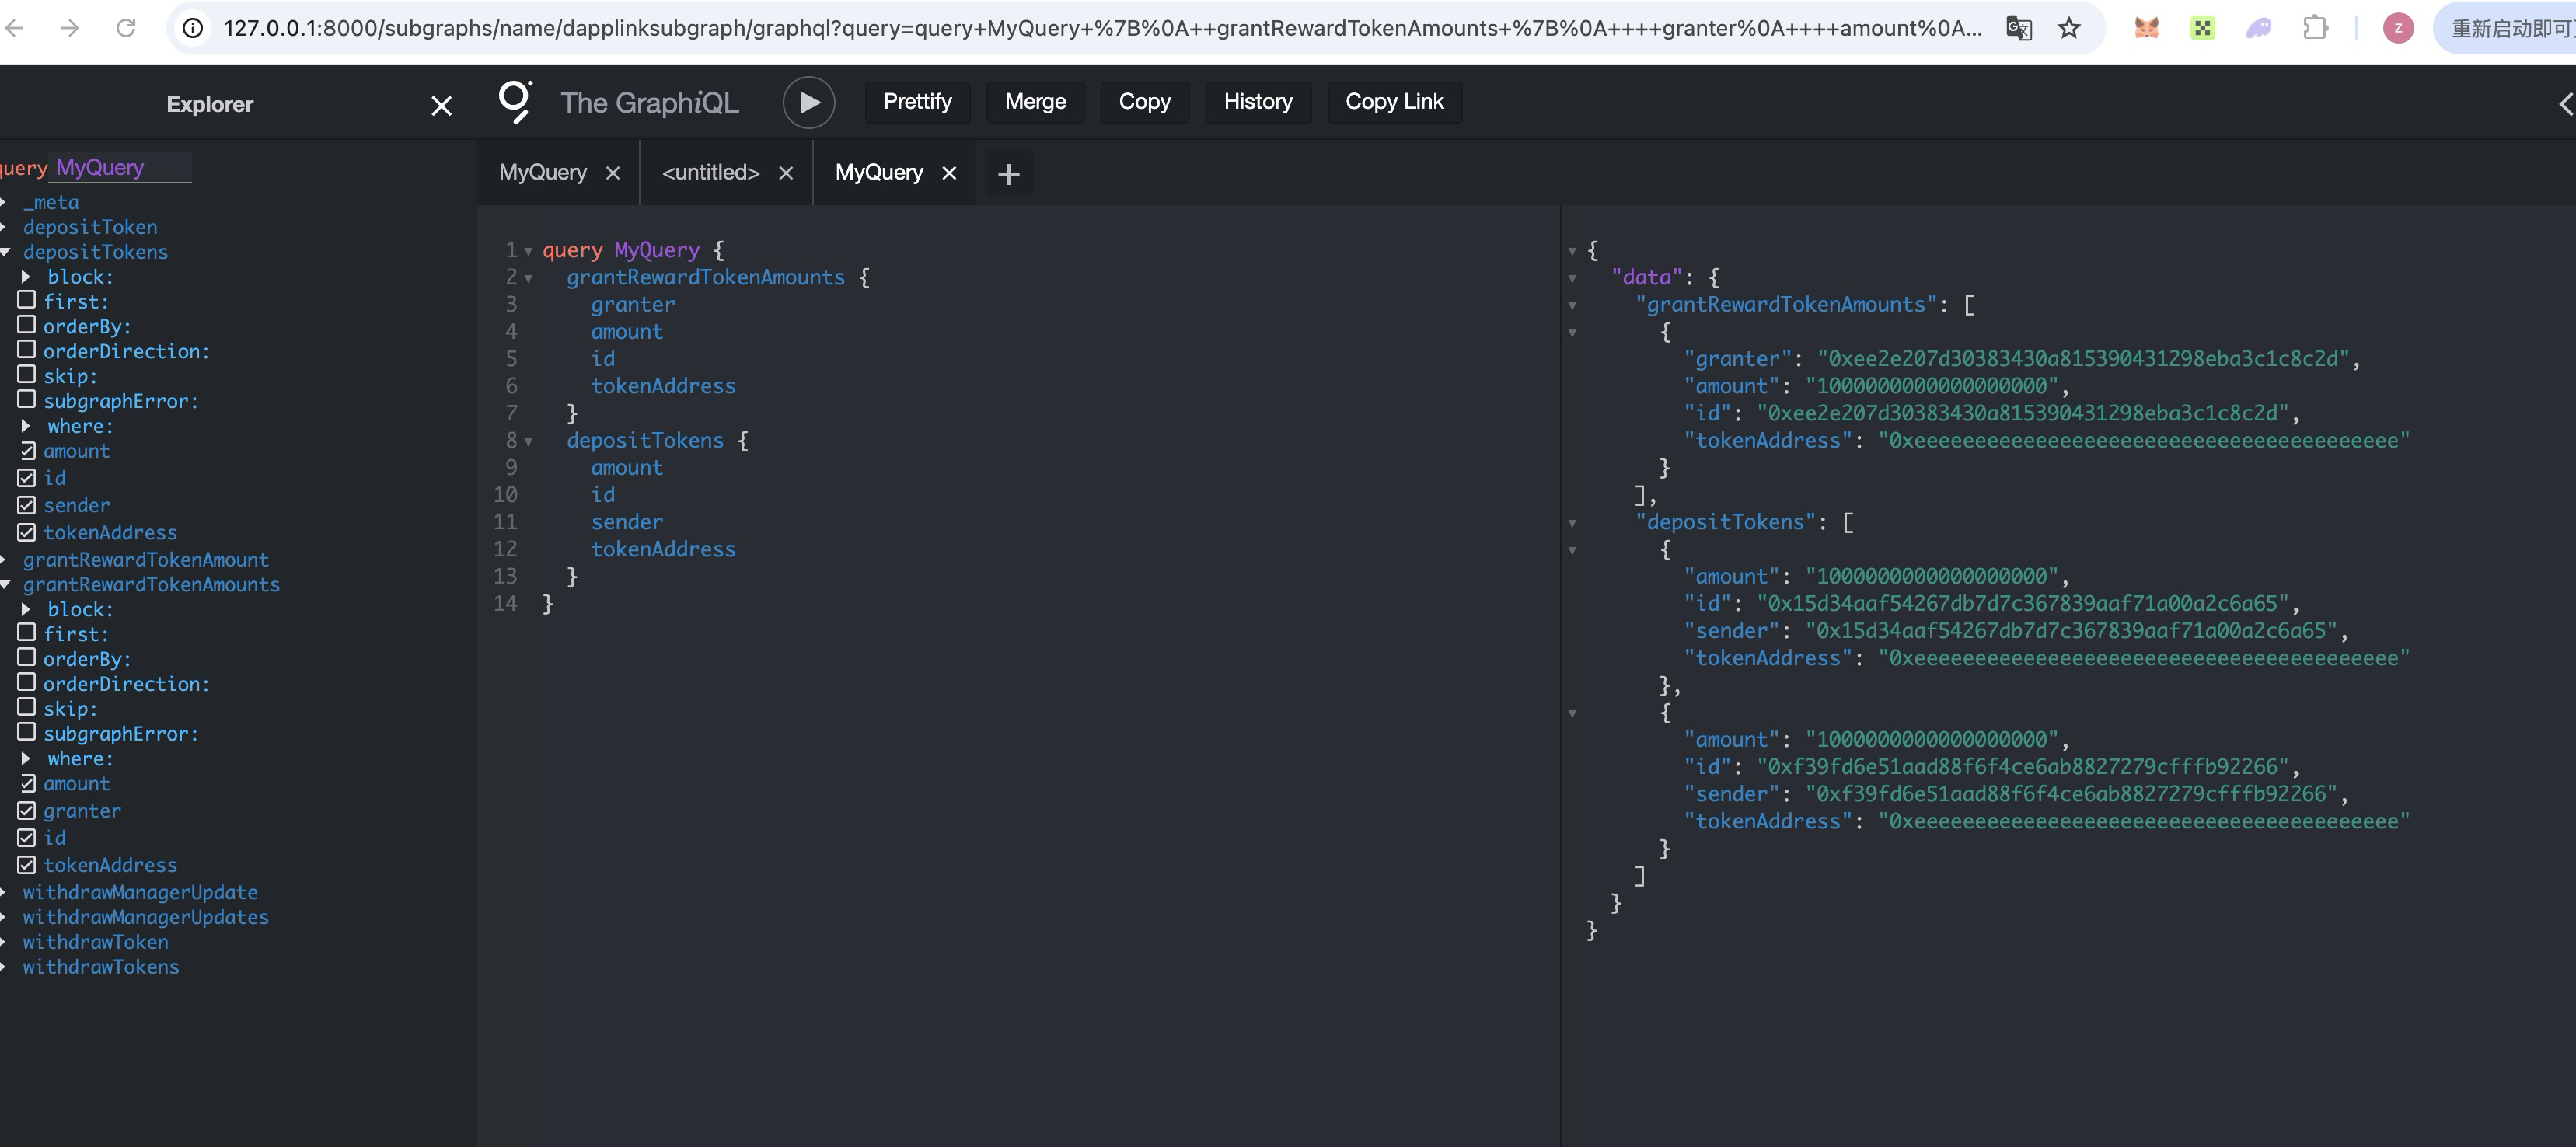 127.0.0.1:8000/subgraphs/name/dapplinksubgraph/graphql?query=query+MyQuery+%7B%0A++grantRewardTokenAmounts+%7B%0A++++granter%0A++++amount%0A...
z
重新启动即可
Explorer
The GraphiQL
Prettify
Merge
Copy
History
Copy Link
query MyQuery
_meta
depositToken
depositTokens
block:
first:
orderBy:
orderDirection:
skip:
subgraphError:
where:
amount
id
sender
tokenAddress
grantRewardTokenAmount
grantRewardTokenAmounts
block:
first:
orderBy:
orderDirection:
skip:
subgraphError:
where:
amount
granter
id
tokenAddress
withdrawManagerUpdate
withdrawManagerUpdates
withdrawToken
withdrawTokens
MyQuery
<untitled>
MyQuery
1 query MyQuery {
2 grantRewardTokenAmounts {
3 granter
4 amount
5 id
6 tokenAddress
7 }
8 depositTokens {
9 amount
10 id
11 sender
12 tokenAddress
13 }
14 }
{
"data": {
"grantRewardTokenAmounts": [
{
"granter": "0xee2e207d30383430a815390431298eba3c1c8c2d",
"amount": "1000000000000000000",
"id": "0xee2e207d30383430a815390431298eba3c1c8c2d",
"tokenAddress": "0xeeeeeeeeeeeeeeeeeeeeeeeeeeeeeeeeeeeeeeee"
}
],
"depositTokens": [
{
"amount": "1000000000000000000",
"id": "0x15d34aaf54267db7d7c367839aaf71a00a2c6a65",
"sender": "0x15d34aaf54267db7d7c367839aaf71a00a2c6a65",
"tokenAddress": "0xeeeeeeeeeeeeeeeeeeeeeeeeeeeeeeeeeeeeeeee"
},
{
"amount": "1000000000000000000",
"id": "0xf39fd6e51aad88f6f4ce6ab8827279cfffb92266",
"sender": "0xf39fd6e51aad88f6f4ce6ab8827279cfffb92266",
"tokenAddress": "0xeeeeeeeeeeeeeeeeeeeeeeeeeeeeeeeeeeeeeeee"
}
]
}
}